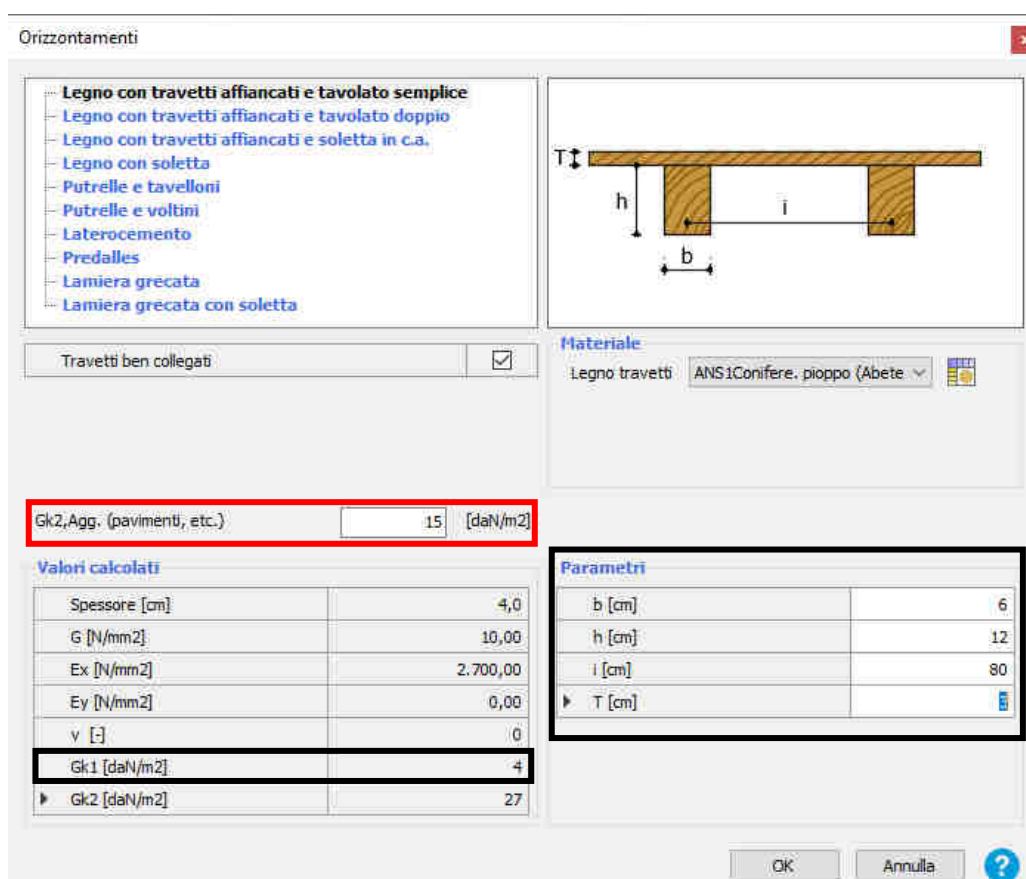 Orizzontamenti
Legno con travetti affiancati e tavolato semplice
Legno con travetti affiancati e tavolato doppio
Legno con travetti affiancati e soletta in c.a.
Legno con soletta
Putrelle e tavelloni
Putrelle e voltini
Laterocemento
Predalles
Lamiera grecata
Lamiera grecata con soletta
T
h
i
b
Travetti ben collegati
Materiale
Legno travetti ANS1Conifere. pioppo (Abete
Gk2,Agg. (pavimenti, etc.) 15 [daN/m2]
Valori calcolati
Spessore [cm] 4,0
G [N/mm2] 10,00
Ex [N/mm2] 2.700,00
Ey [N/mm2] 0,00
v [-] 0
Gk1 [daN/m2] 4
Gk2 [daN/m2] 27
Parametri
b [cm] 6
h [cm] 12
i [cm] 80
T [cm]
OK Annulla ?